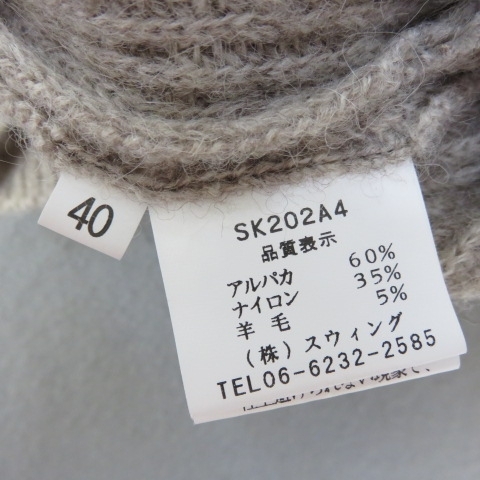 40
SK202A4
品質表示
アルパカ 60%
ナイロン 35%
羊毛 5%
(株)スウィング
TEL06-6232-2585